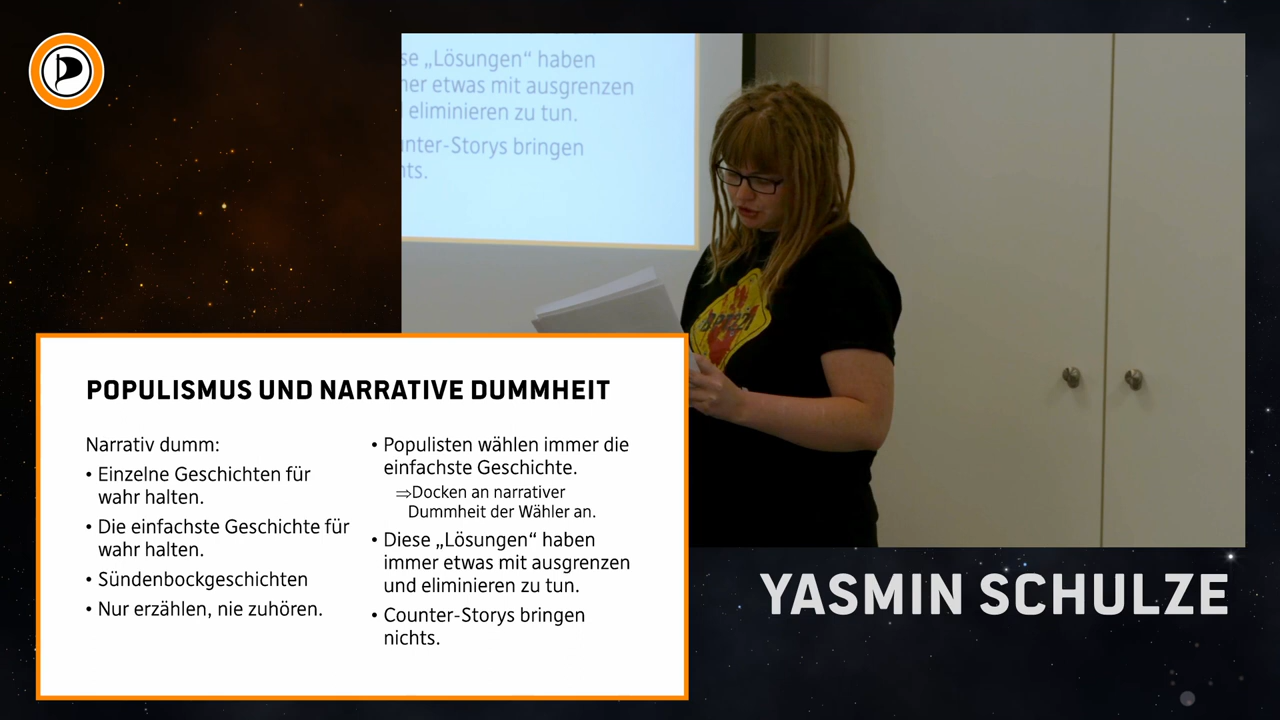 se „Lösungen“ haben
er etwas mit ausgrenzen
eliminieren zu tun.
nter-Storys bringen
ts.
POPULISMUS UND NARRATIVE DUMMHEIT
Narrativ dumm:
• Einzelne Geschichten für
wahr halten.
• Die einfachste Geschichte für
wahr halten.
• Sündenbockgeschichten
• Nur erzählen, nie zuhören.
• Populisten wählen immer die
einfachste Geschichte.
⇒Docken an narrativer
Dummheit der Wähler an.
• Diese „Lösungen“ haben
immer etwas mit ausgrenzen
und eliminieren zu tun.
• Counter-Storys bringen
nichts.
YASMIN SCHULZE